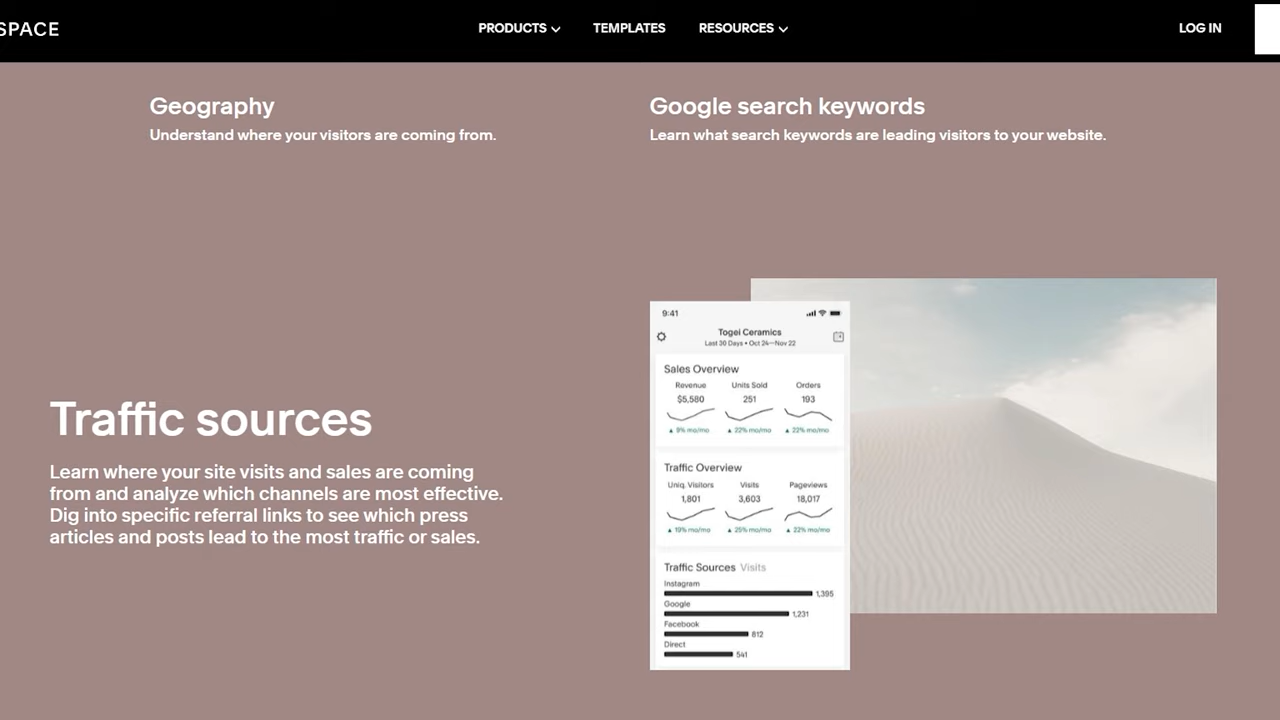 SPACE
PRODUCTS
TEMPLATES
RESOURCES
LOG IN
Geography
Understand where your visitors are coming from.
Google search keywords
Learn what search keywords are leading visitors to your website.
Traffic sources
Learn where your site visits and sales are coming
from and analyze which channels are most effective.
Dig into specific referral links to see which press
articles and posts lead to the most traffic or sales.
9:41
Togei Ceramics
Last 30 Days • Oct 24—Nov 22
Sales Overview
Revenue Units Sold Orders
$5,580 251 193
▲ 9% mo/mo ▲ 22% mo/mo ▲ 22% mo/mo
Traffic Overview
Uniq. Visitors Visits Pageviews
1,801 3,603 18,017
▲ 19% mo/mo ▲ 25% mo/mo ▲ 22% mo/mo
Traffic Sources Visits
Instagram
1,395
Google
1,231
Facebook
812
Direct
541